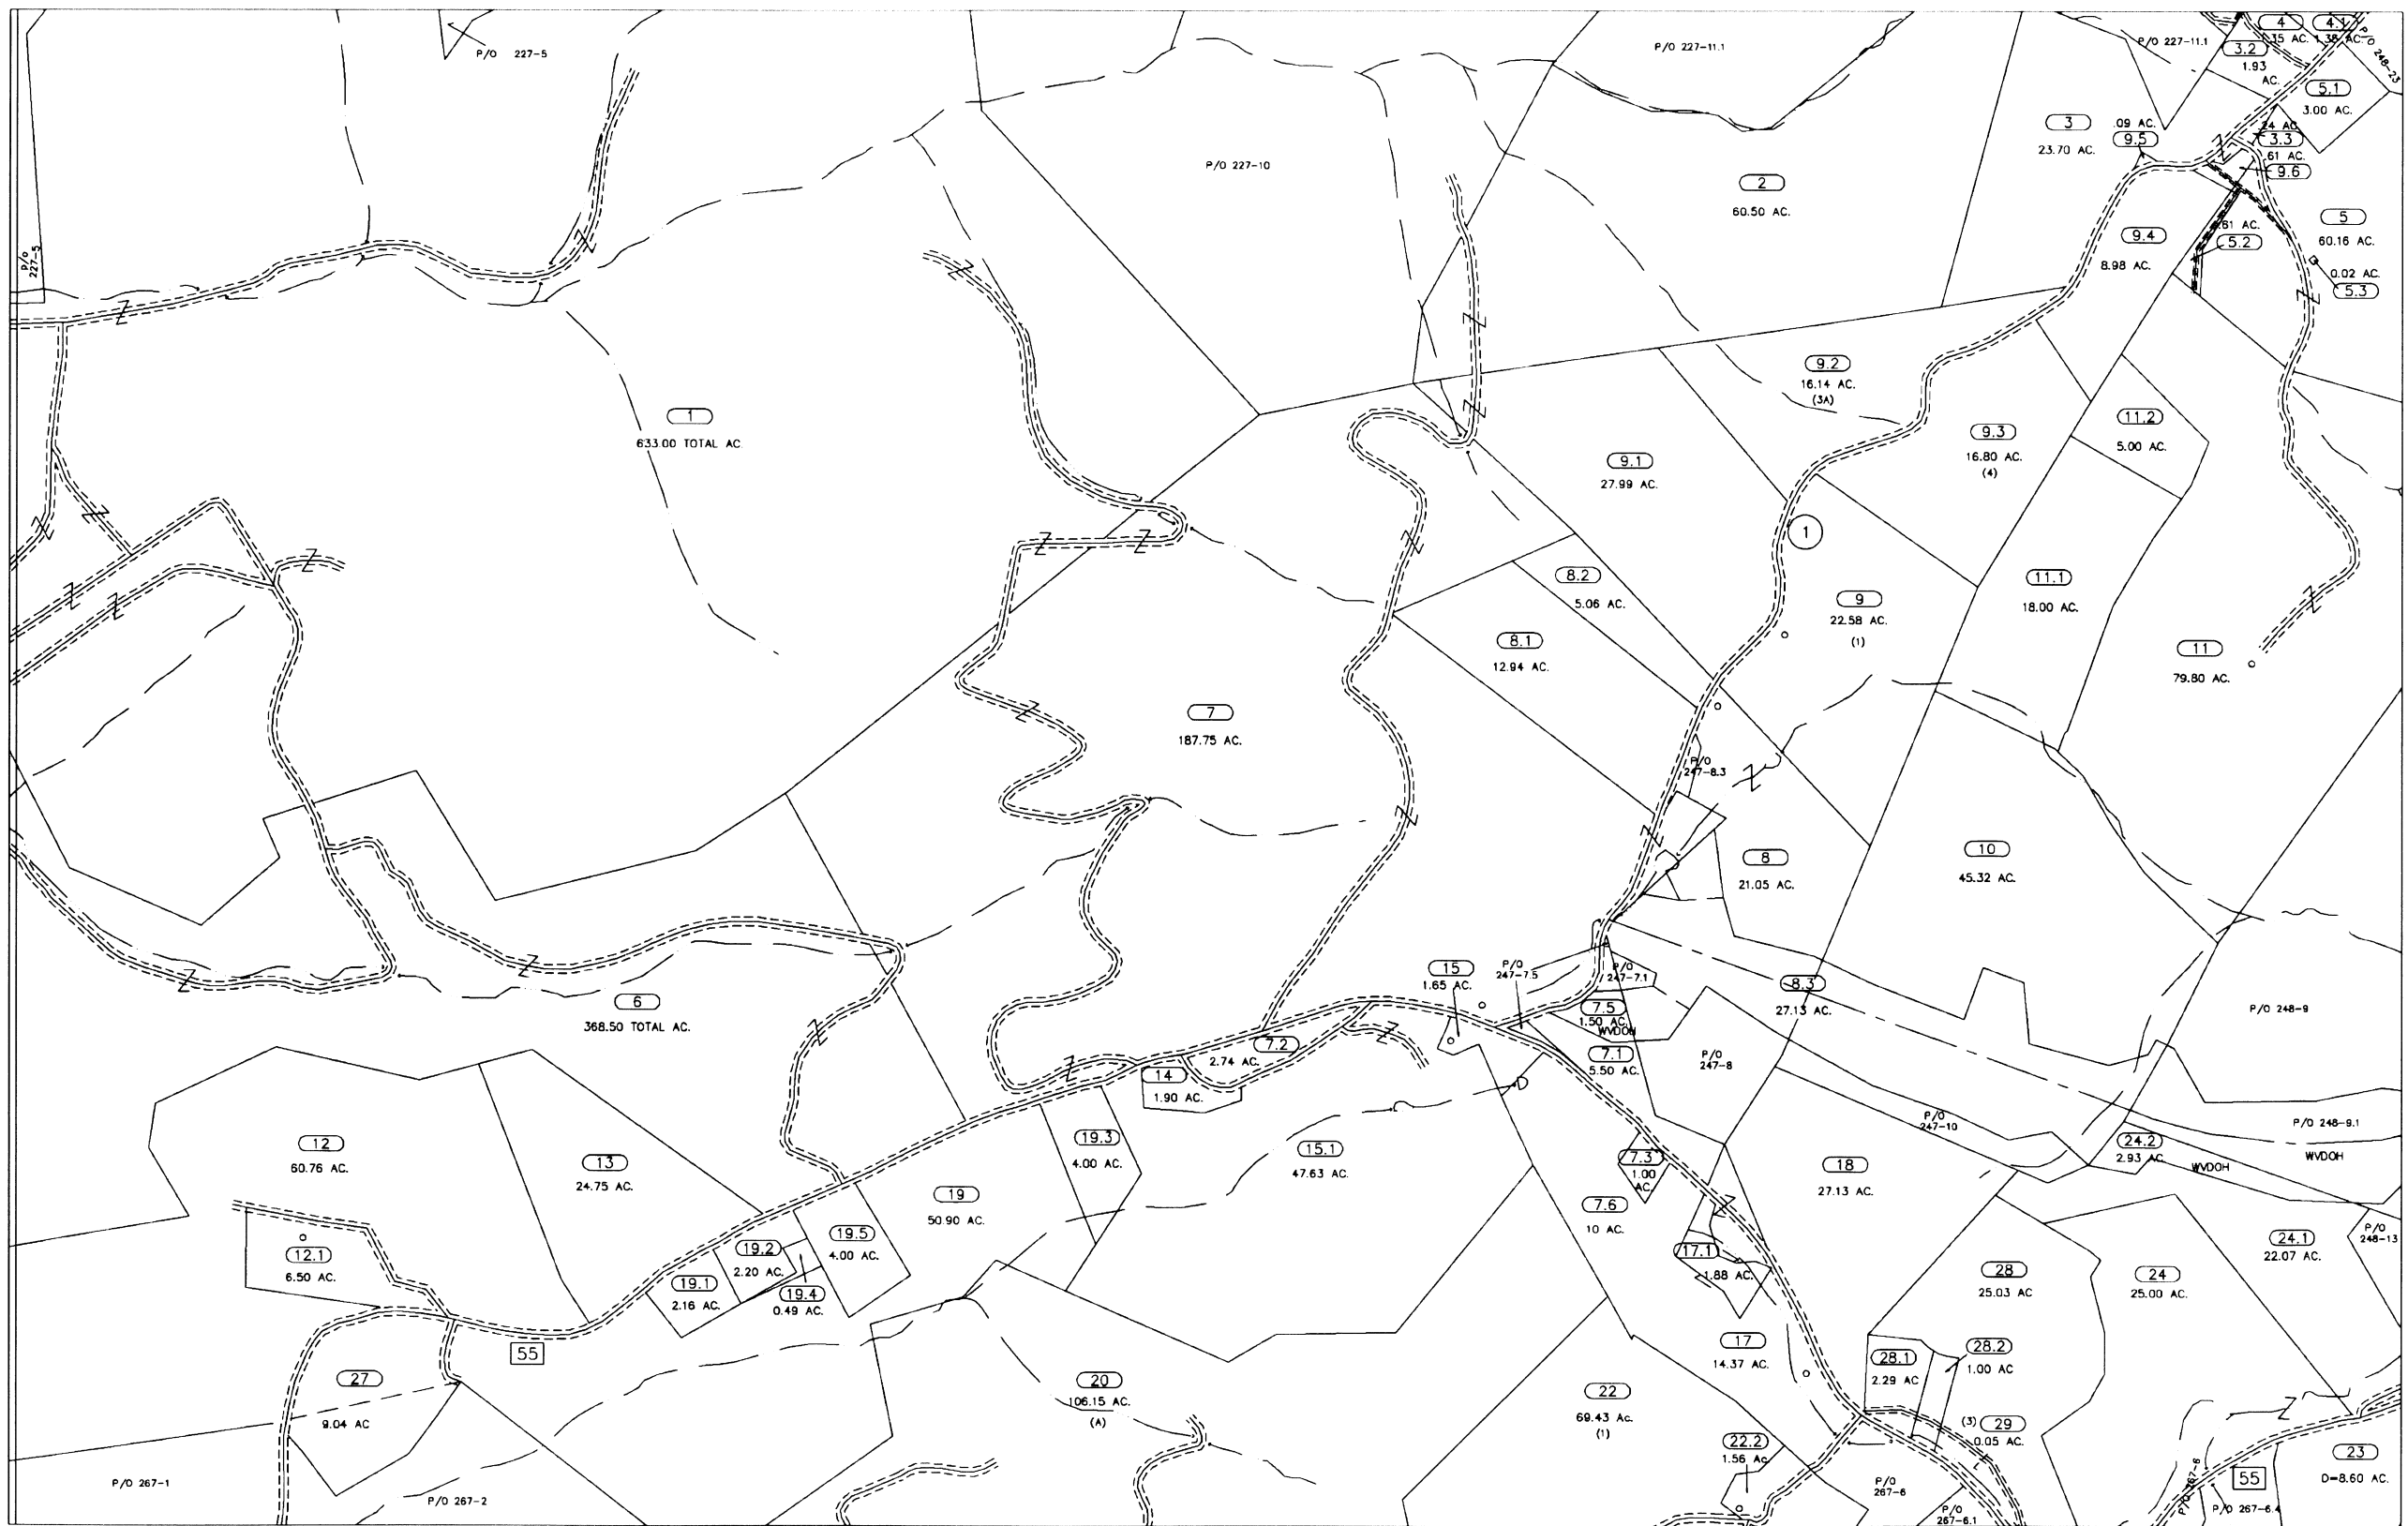 P/O 227-5
P/O 227-11.1
P/O 227-11.1
4
.35 AC.
4.1
1.38 AC.
P/O 248-23
3.2
1.93
AC.
5.1
3.00 AC.
3
23.70 AC.
.09 AC.
9.5
.24 AC
3.3
.61 AC.
9.6
P/O 227-10
2
60.50 AC.
P/O
227-5
9.4
8.98 AC.
.81 AC.
5.2
5
60.16 AC.
0.02 AC.
5.3
1
633.00 TOTAL AC.
9.2
16.14 AC.
(3A)
9.3
16.80 AC.
(4)
11.2
5.00 AC.
9.1
27.99 AC.
1
8.2
5.06 AC.
9
22.58 AC.
(1)
11.1
18.00 AC.
8.1
12.94 AC.
11
79.80 AC.
7
187.75 AC.
P/O
247-8.3
8
21.05 AC.
10
45.32 AC.
6
368.50 TOTAL AC.
15
1.65 AC.
P/O
247-7.5
P/O
247-7.1
8.3
27.13 AC.
P/O 248-9
7.5
1.50 AC.
WVDOH
7.2
2.74 AC.
7.1
5.50 AC.
P/O
247-8
14
1.90 AC.
P/O
247-10
P/O 248-9.1
24.2
2.93 AC
WVDOH
WVDOH
12
60.76 AC.
13
24.75 AC.
19.3
4.00 AC.
15.1
47.63 AC.
7.3
1.00
AC.
18
27.13 AC.
19
50.90 AC.
7.6
10 AC.
12.1
6.50 AC.
19.2
2.20 AC.
19.5
4.00 AC.
17.1
1.88 AC.
24.1
22.07 AC.
P/O
248-13
19.1
2.16 AC.
19.4
0.49 AC.
28
25.03 AC
24
25.00 AC.
55
17
14.37 AC.
28.1
2.29 AC
28.2
1.00 AC
27
9.04 AC
20
106.15 AC.
(A)
22
69.43 Ac.
(1)
(3)
29
0.05 AC.
22.2
1.56 Ac
23
D=8.60 AC.
55
P/O 267-1
P/O 267-2
P/O
267-6
P/O
267-6.1
P/O 267-6
P/O 267-6.4